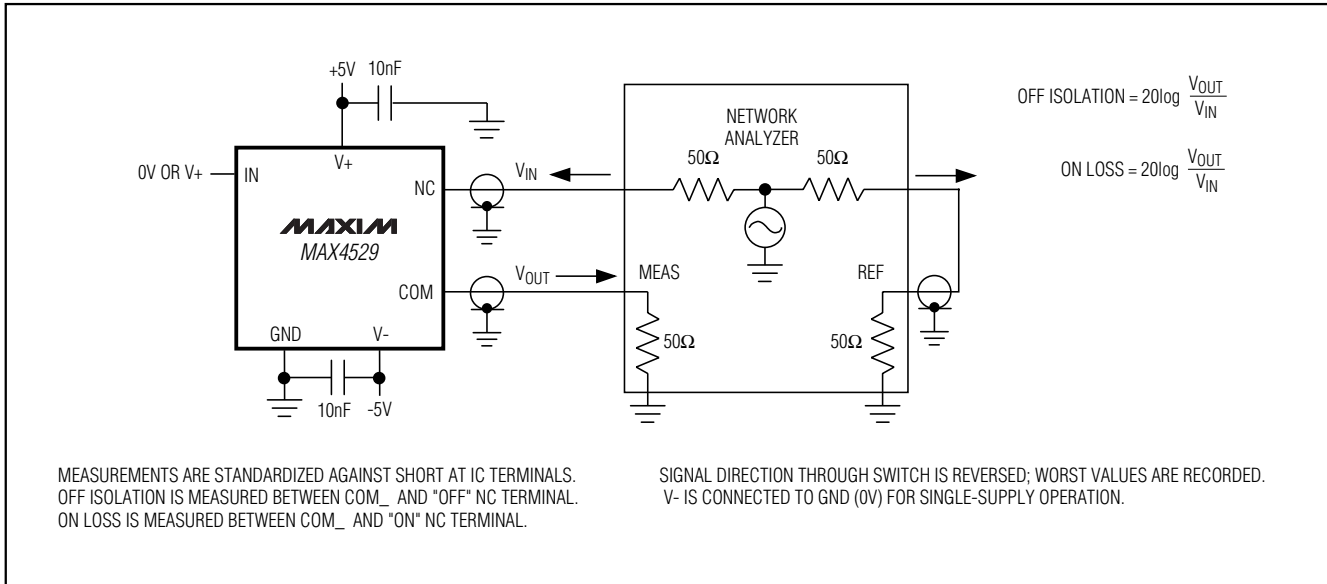 +5V
10nF
V+
0V OR V+
IN
NC
MAXIM
MAX4529
COM
GND
V-
10nF
-5V
VIN
VOUT
NETWORK
ANALYZER
50Ω
50Ω
MEAS
REF
50Ω
50Ω
OFF ISOLATION = 20log VOUT/VIN
ON LOSS = 20log VOUT/VIN
MEASUREMENTS ARE STANDARDIZED AGAINST SHORT AT IC TERMINALS.
OFF ISOLATION IS MEASURED BETWEEN COM_ AND "OFF" NC TERMINAL.
ON LOSS IS MEASURED BETWEEN COM_ AND "ON" NC TERMINAL.
SIGNAL DIRECTION THROUGH SWITCH IS REVERSED; WORST VALUES ARE RECORDED.
V- IS CONNECTED TO GND (0V) FOR SINGLE-SUPPLY OPERATION.